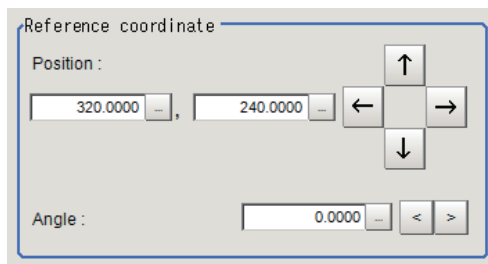 Reference coordinate
Position :
↑
320.0000 ... , 240.0000 ... ← →
↓
Angle : 0.0000 ... < >